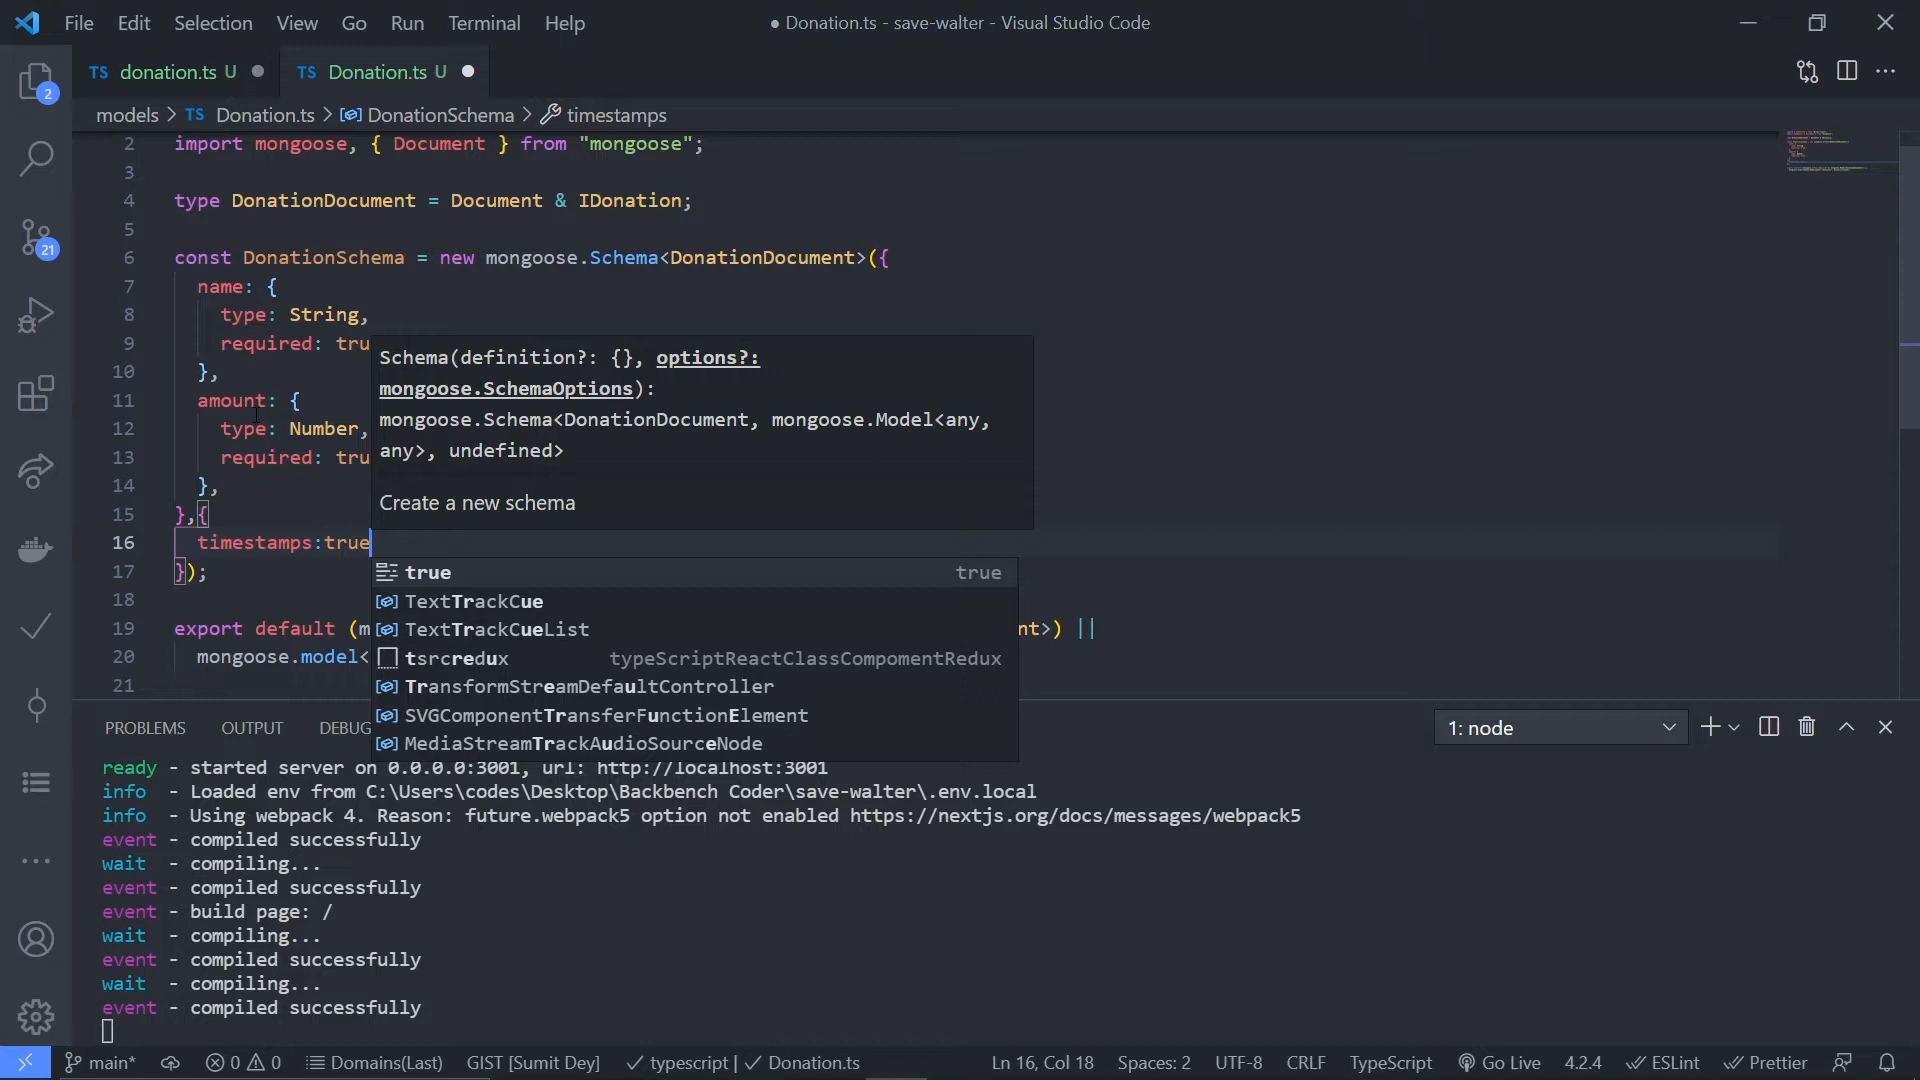 File Edit Selection View Go Run Terminal Help
● Donation.ts - save-walter - Visual Studio Code
TS donation.ts U
TS Donation.ts U
models > TS Donation.ts > DonationSchema > timestamps
2 import mongoose, { Document } from "mongoose";
3
4 type DonationDocument = Document & IDonation;
5
6 const DonationSchema = new mongoose.Schema<DonationDocument>({
7 name: {
8 type: String,
9 required: tru
10 },
11 amount: {
12 type: Number,
13 required: tru
14 },
15 },{
16 timestamps:true
17 });
18
19 export default (m nt>) ||
20 mongoose.model<
21
Schema(definition?: {}, options?:
mongoose.SchemaOptions):
mongoose.Schema<DonationDocument, mongoose.Model<any,
any>, undefined>
Create a new schema
true true
TextTrackCue
TextTrackCueList
tsrcredux typeScriptReactClassCompomentRedux
TransformStreamDefaultController
SVGComponentTransferFunctionElement
MediaStreamTrackAudioSourceNode
2
21
PROBLEMS OUTPUT DEBUG
1: node
ready - started server on 0.0.0.0:3001, url: http://localhost:3001
info - Loaded env from C:\Users\codes\Desktop\Backbench Coder\save-walter\.env.local
info - Using webpack 4. Reason: future.webpack5 option not enabled https://nextjs.org/docs/messages/webpack5
event - compiled successfully
wait - compiling...
event - compiled successfully
event - build page: /
wait - compiling...
event - compiled successfully
wait - compiling...
event - compiled successfully
main* 0 0 Domains(Last) GIST [Sumit Dey] typescript | Donation.ts Ln 16, Col 18 Spaces: 2 UTF-8 CRLF TypeScript Go Live 4.2.4 ESLint Prettier